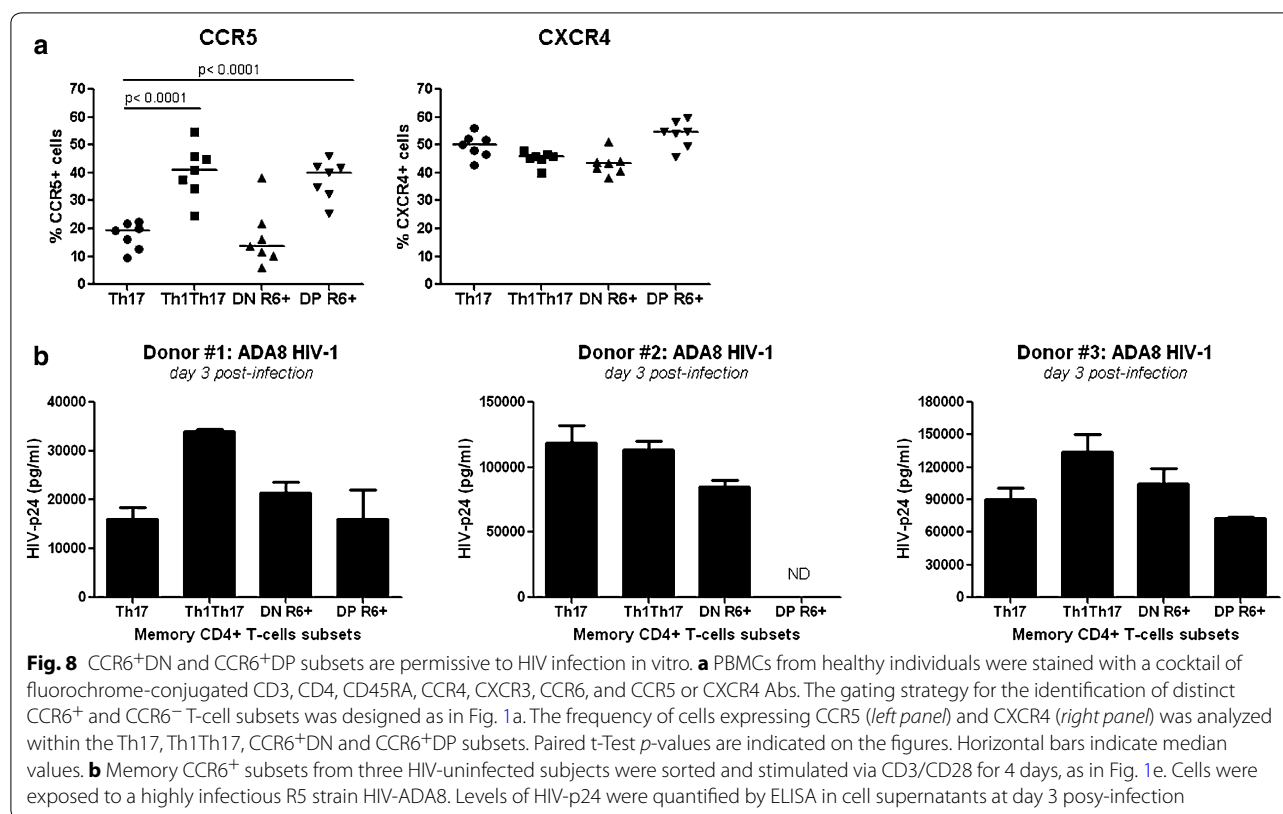 a
CCR5
CXCR4
p< 0.0001
p< 0.0001
% CCR5+ cells
70
60
50
40
30
20
10
0
Th17 Th1Th17 DN R6+ DP R6+
% CXCR4+ cells
70
60
50
40
30
20
10
0
Th17 Th1Th17 DN R6+ DP R6+
b
Donor #1: ADA8 HIV-1
day 3 post-infection
HIV-p24 (pg/ml)
40000
30000
20000
10000
0
Th17 Th1Th17 DN R6+ DP R6+
Memory CD4+ T-cells subsets
Donor #2: ADA8 HIV-1
day 3 post-infection
HIV-p24 (pg/ml)
150000
100000
50000
0
ND
Th17 Th1Th17 DN R6+ DP R6+
Memory CD4+ T-cells subsets
Donor #3: ADA8 HIV-1
day 3 post-infection
HIV-p24 (pg/ml)
180000
150000
120000
90000
60000
30000
0
Th17 Th1Th17 DN R6+ DP R6+
Memory CD4+ T-cells subsets
Fig. 8 CCR6⁺DN and CCR6⁺DP subsets are permissive to HIV infection in vitro. a PBMCs from healthy individuals were stained with a cocktail of
fluorochrome-conjugated CD3, CD4, CD45RA, CCR4, CXCR3, CCR6, and CCR5 or CXCR4 Abs. The gating strategy for the identification of distinct
CCR6⁺ and CCR6⁻ T-cell subsets was designed as in Fig. 1a. The frequency of cells expressing CCR5 (left panel) and CXCR4 (right panel) was analyzed
within the Th17, Th1Th17, CCR6⁺DN and CCR6⁺DP subsets. Paired t-Test p-values are indicated on the figures. Horizontal bars indicate median
values. b Memory CCR6⁺ subsets from three HIV-uninfected subjects were sorted and stimulated via CD3/CD28 for 4 days, as in Fig. 1e. Cells were
exposed to a highly infectious R5 strain HIV-ADA8. Levels of HIV-p24 were quantified by ELISA in cell supernatants at day 3 posy-infection